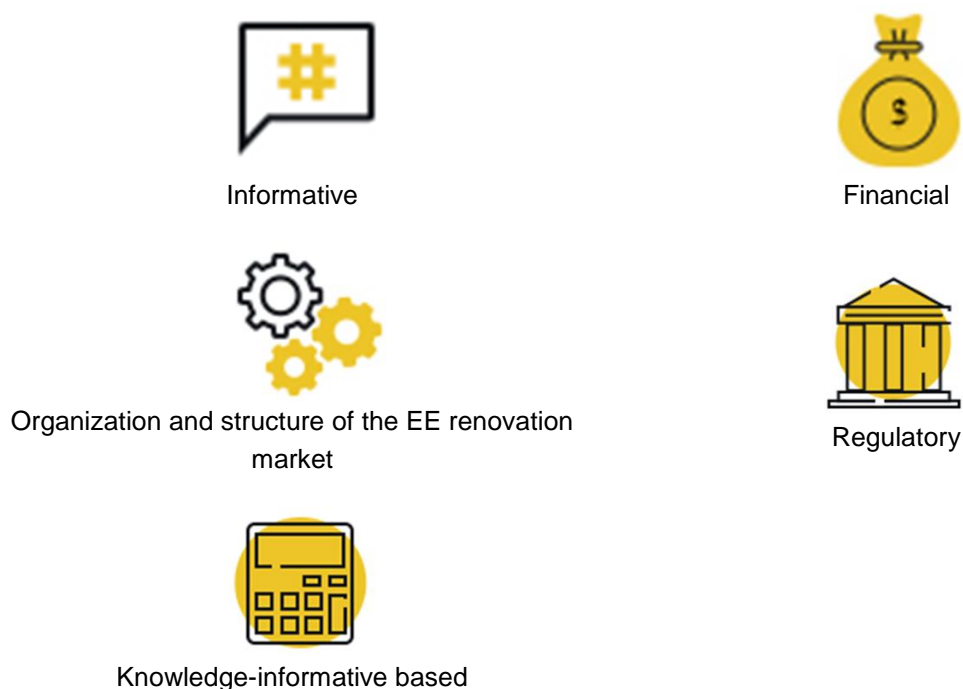 #
$
Informative
Financial
Organization and structure of the EE renovation
market
Regulatory
Knowledge-informative based